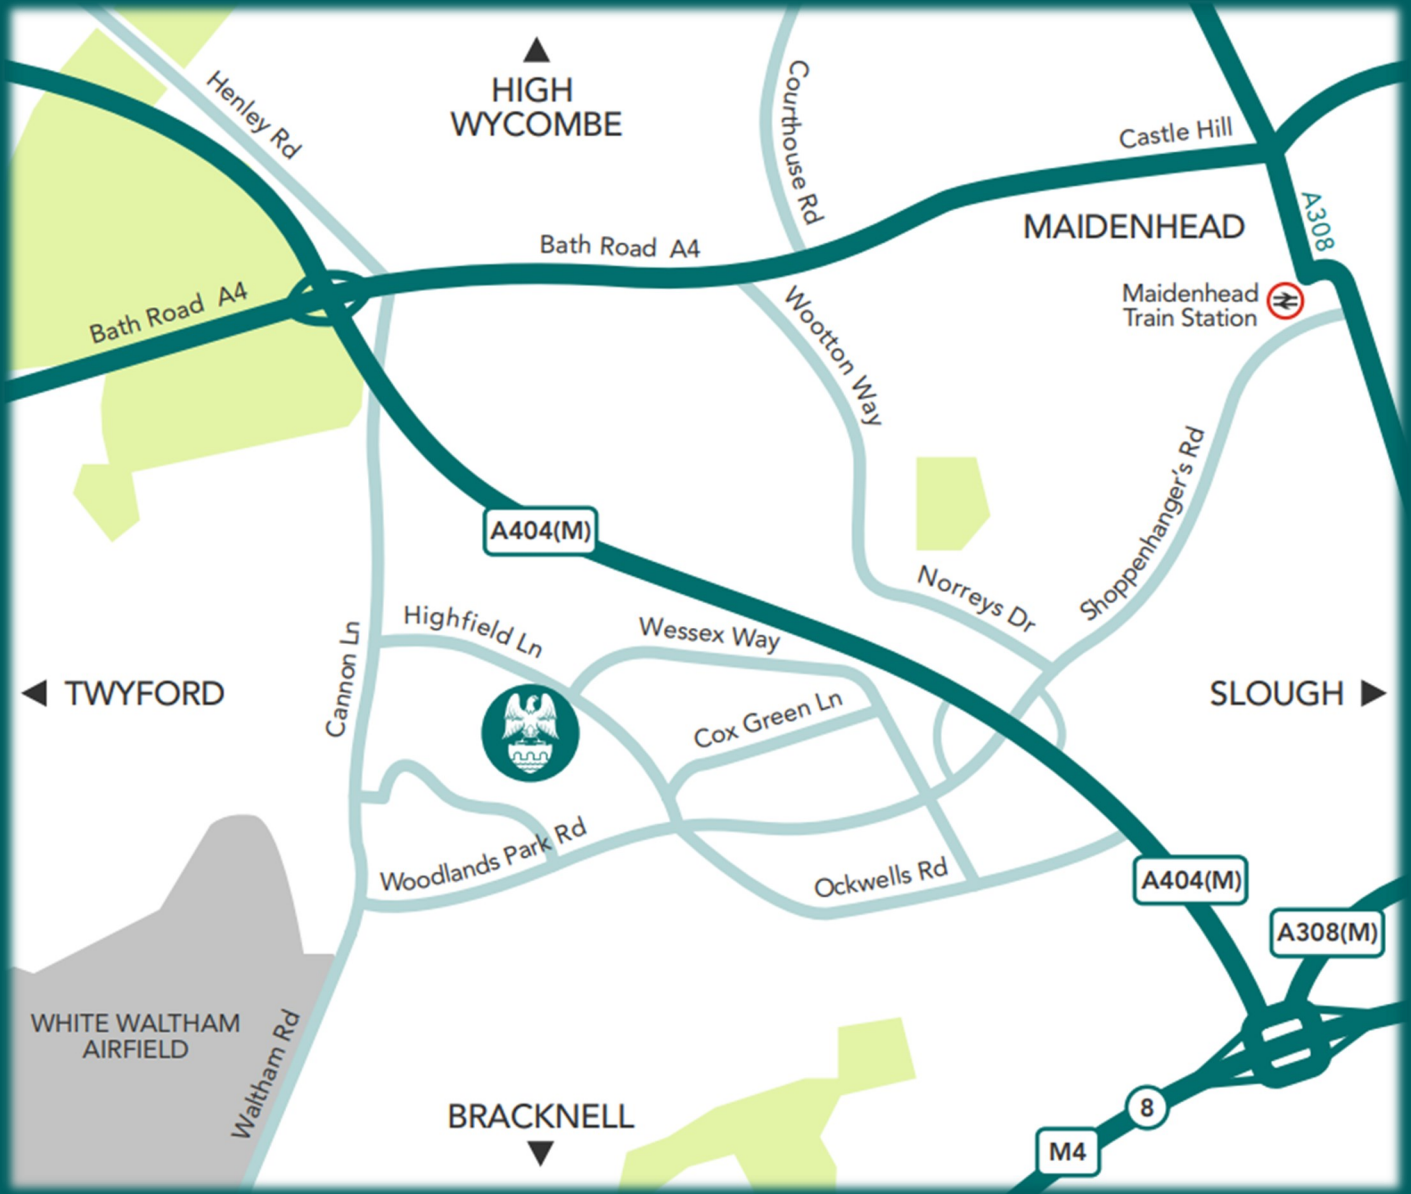 Henley Rd
HIGH
WYCOMBE
Courthouse Rd
Castle Hill
A308
MAIDENHEAD
Bath Road A4
Bath Road A4
Maidenhead
Train Station
Wootton Way
Shoppenhanger's Rd
A404(M)
Norreys Dr
Highfield Ln
Wessex Way
Cannon Ln
TWYFORD
Cox Green Ln
SLOUGH
Woodlands Park Rd
Ockwells Rd
A404(M)
A308(M)
WHITE WALTHAM
AIRFIELD
Waltham Rd
BRACKNELL
8
M4